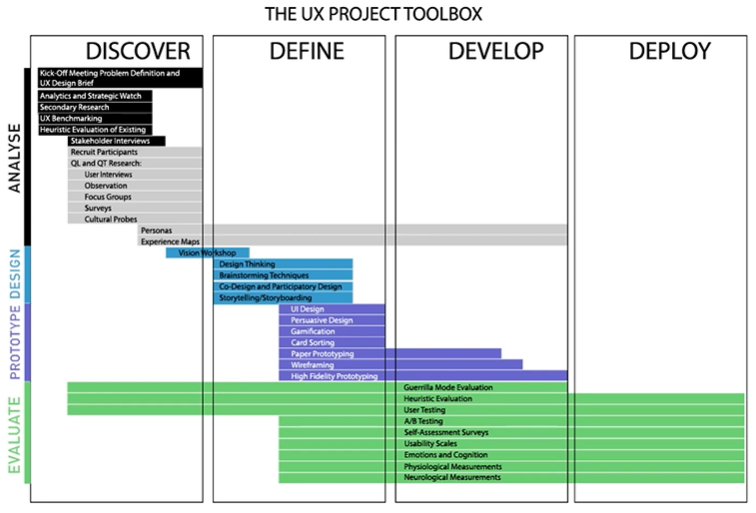 THE UX PROJECT TOOLBOX
DISCOVER
DEFINE
DEVELOP
DEPLOY
ANALYSE
Kick-Off Meeting Problem Definition and
UX Design Brief
Analytics and Strategic Watch
Secondary Research
UX Benchmarking
Heuristic Evaluation of Existing
Stakeholder Interviews
Recruit Participants
QL and QT Research:
User Interviews
Observation
Focus Groups
Surveys
Cultural Probes
Personas
Experience Maps
DESIGN
Vision Workshop
Design Thinking
Brainstorming Techniques
Co-Design and Participatory Design
Storytelling/Storyboarding
PROTOTYPE
UI Design
Persuasive Design
Gamification
Card Sorting
Paper Prototyping
Wireframing
High Fidelity Prototyping
EVALUATE
Guerrilla Mode Evaluation
Heuristic Evaluation
User Testing
A/B Testing
Self-Assessment Surveys
Usability Scales
Emotions and Cognition
Physiological Measurements
Neurological Measurements